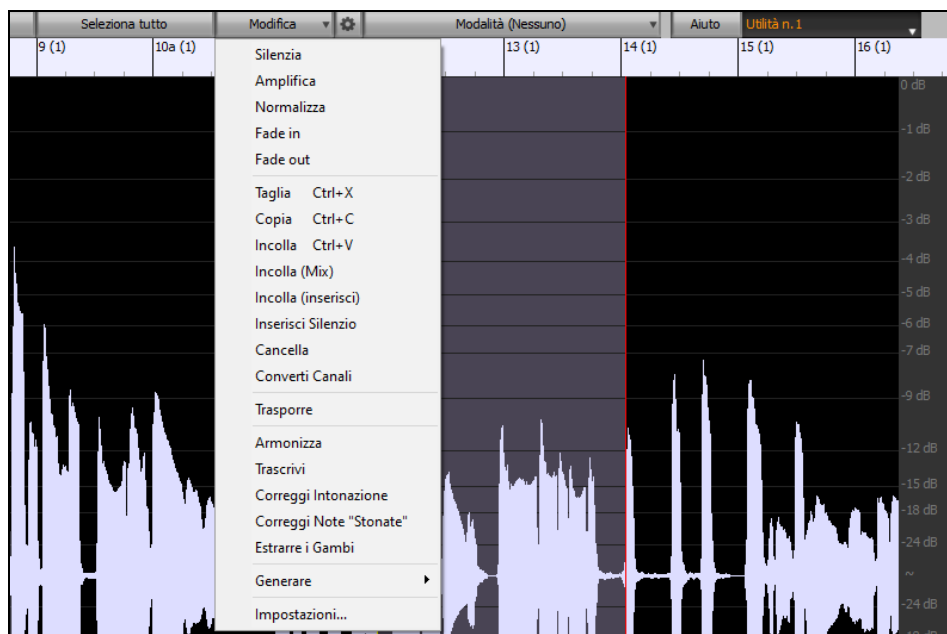 Seleziona tutto Modifica Modalità (Nessuno) Aiuto Utilità n. 1
9 (1) 10a (1) 13 (1) 14 (1) 15 (1) 16 (1)
Silenzia
Amplifica
Normalizza
Fade in
Fade out
Taglia Ctrl+X
Copia Ctrl+C
Incolla Ctrl+V
Incolla (Mix)
Incolla (inserisci)
Inserisci Silenzio
Cancella
Converti Canali
Trasporre
Armonizza
Trascrivi
Correggi Intonazione
Correggi Note "Stonate"
Estrarre i Gambi
Generare
Impostazioni...
0 dB
-1 dB
-2 dB
-3 dB
-4 dB
-5 dB
-6 dB
-7 dB
-9 dB
-12 dB
-15 dB
-18 dB
-24 dB
~
-24 dB